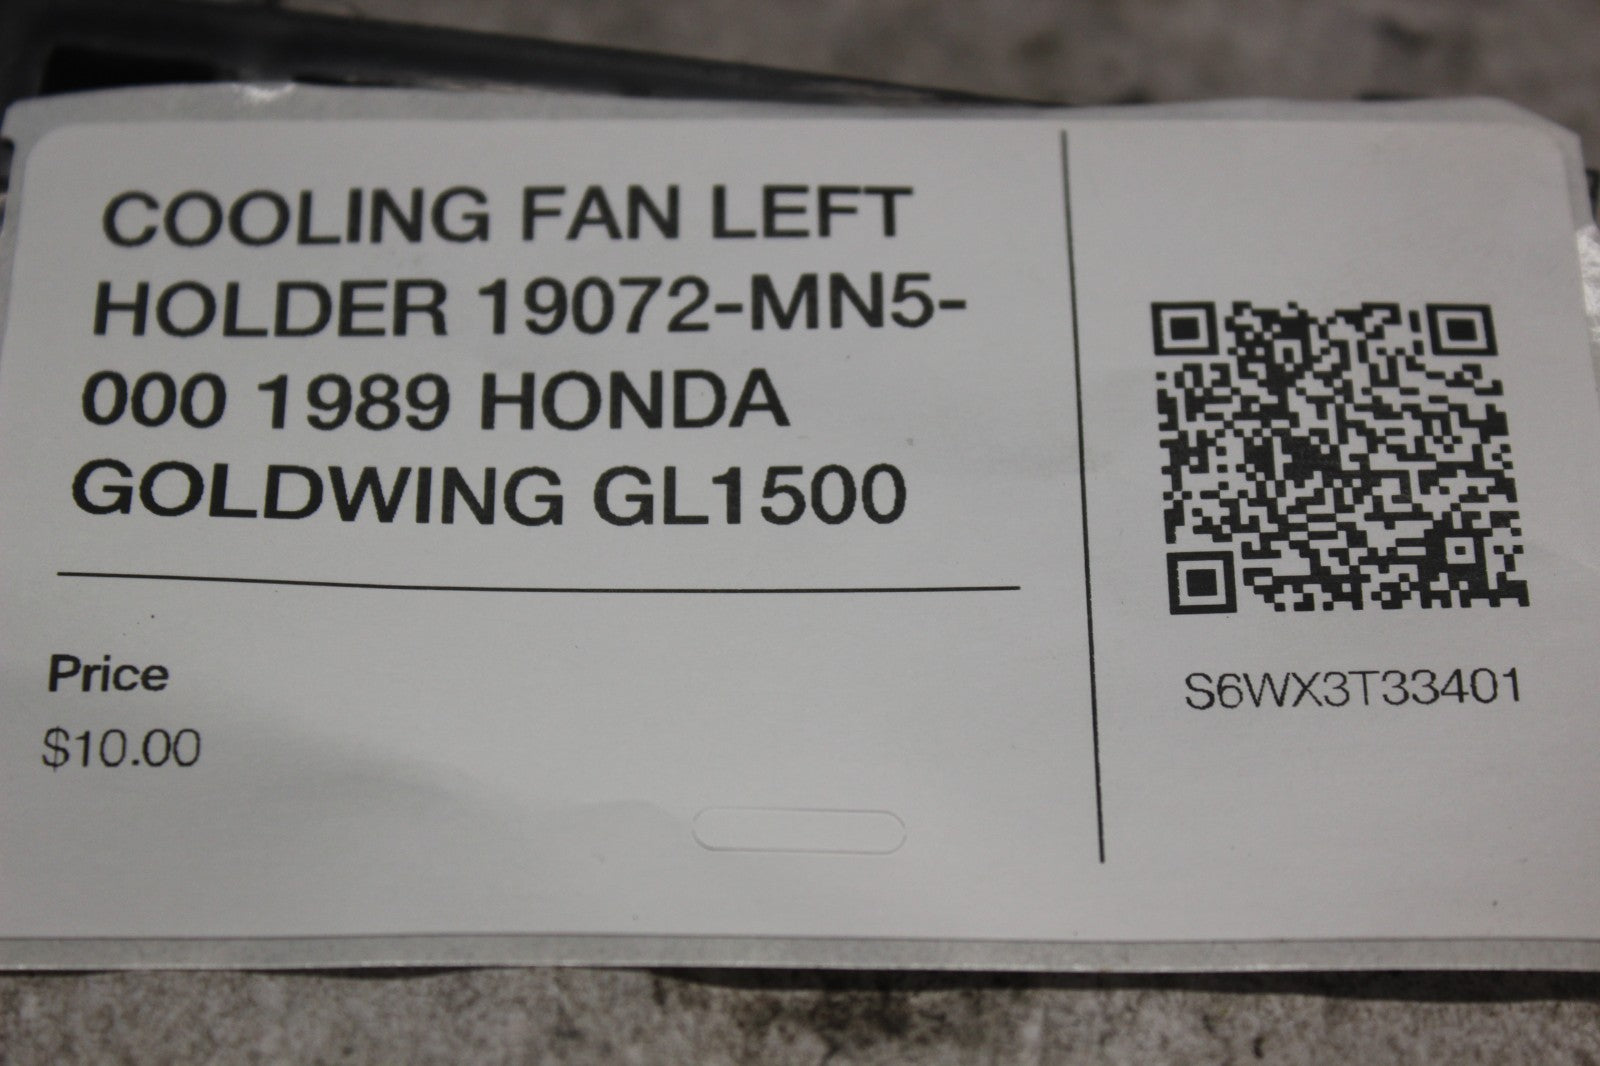 COOLING FAN LEFT
HOLDER 19072-MN5-
000 1989 HONDA
GOLDWING GL1500
Price
$10.00
S6WX3T33401